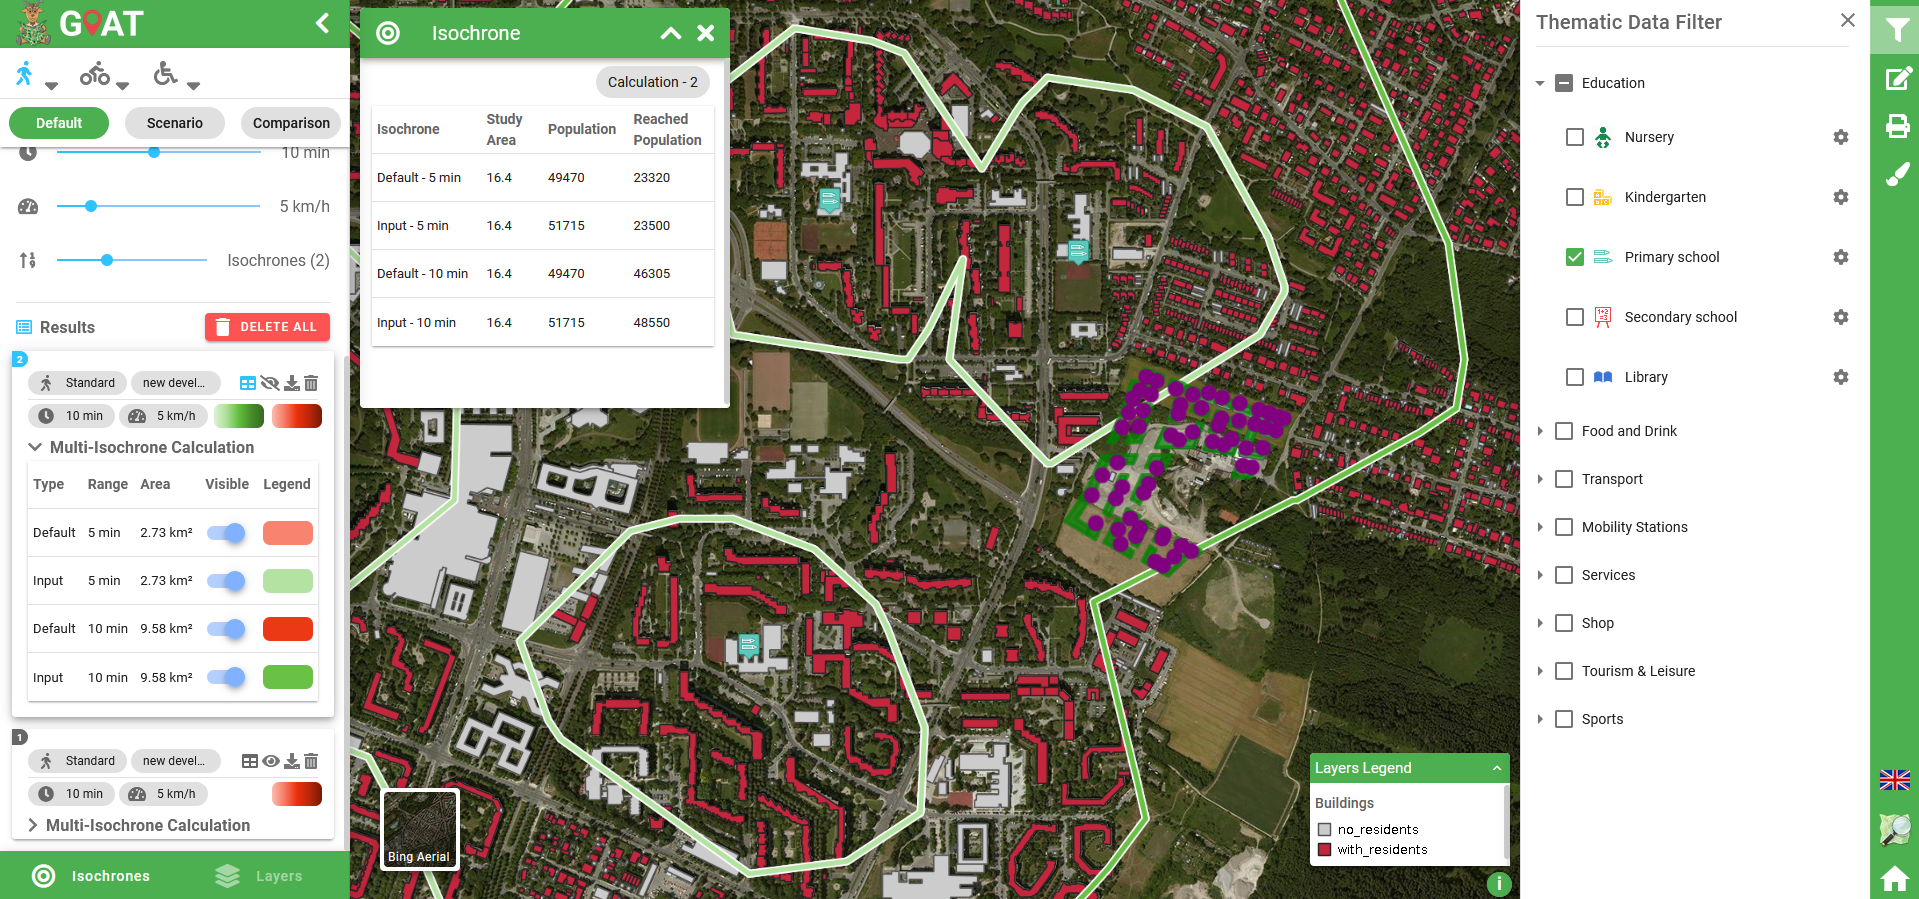 GOAT
Default Scenario Comparison
10 min
5 km/h
Isochrones (2)
Results DELETE ALL
2
Standard new devel...
10 min 5 km/h
Multi-Isochrone Calculation
Type Range Area Visible Legend
Default 5 min 2.73 km²
Input 5 min 2.73 km²
Default 10 min 9.58 km²
Input 10 min 9.58 km²
1
Standard new devel...
10 min 5 km/h
Multi-Isochrone Calculation
Isochrones Layers
Isochrone
Calculation - 2
Isochrone Study Area Population Reached Population
Default - 5 min 16.4 49470 23320
Input - 5 min 16.4 51715 23500
Default - 10 min 16.4 49470 46305
Input - 10 min 16.4 51715 48550
Bing Aerial
Layers Legend
Buildings
no_residents
with_residents
i
Thematic Data Filter
Education
Nursery
Kindergarten
Primary school
Secondary school
Library
Food and Drink
Transport
Mobility Stations
Services
Shop
Tourism & Leisure
Sports